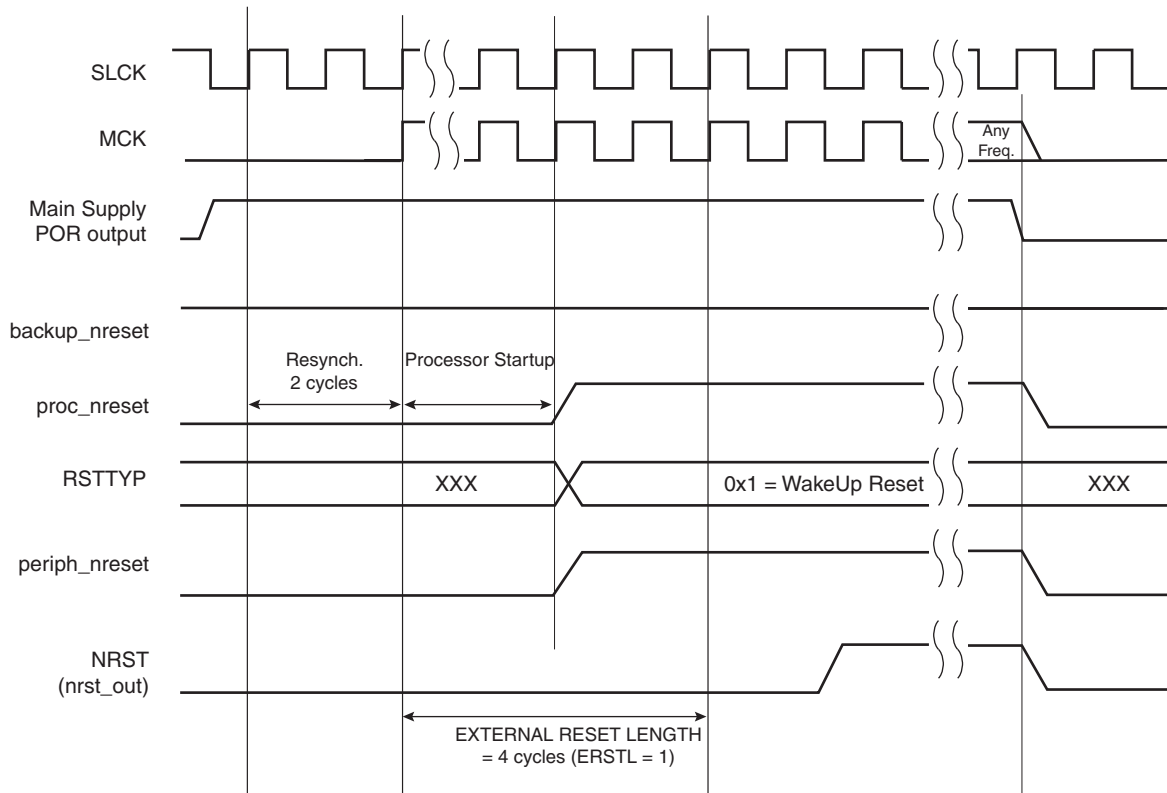 SLCK
MCK
Any
Freq.
Main Supply
POR output
backup_nreset
Resynch.
2 cycles
Processor Startup
proc_nreset
RSTTYP
XXX
0x1 = WakeUp Reset
XXX
periph_nreset
NRST
(nrst_out)
EXTERNAL RESET LENGTH
= 4 cycles (ERSTL = 1)